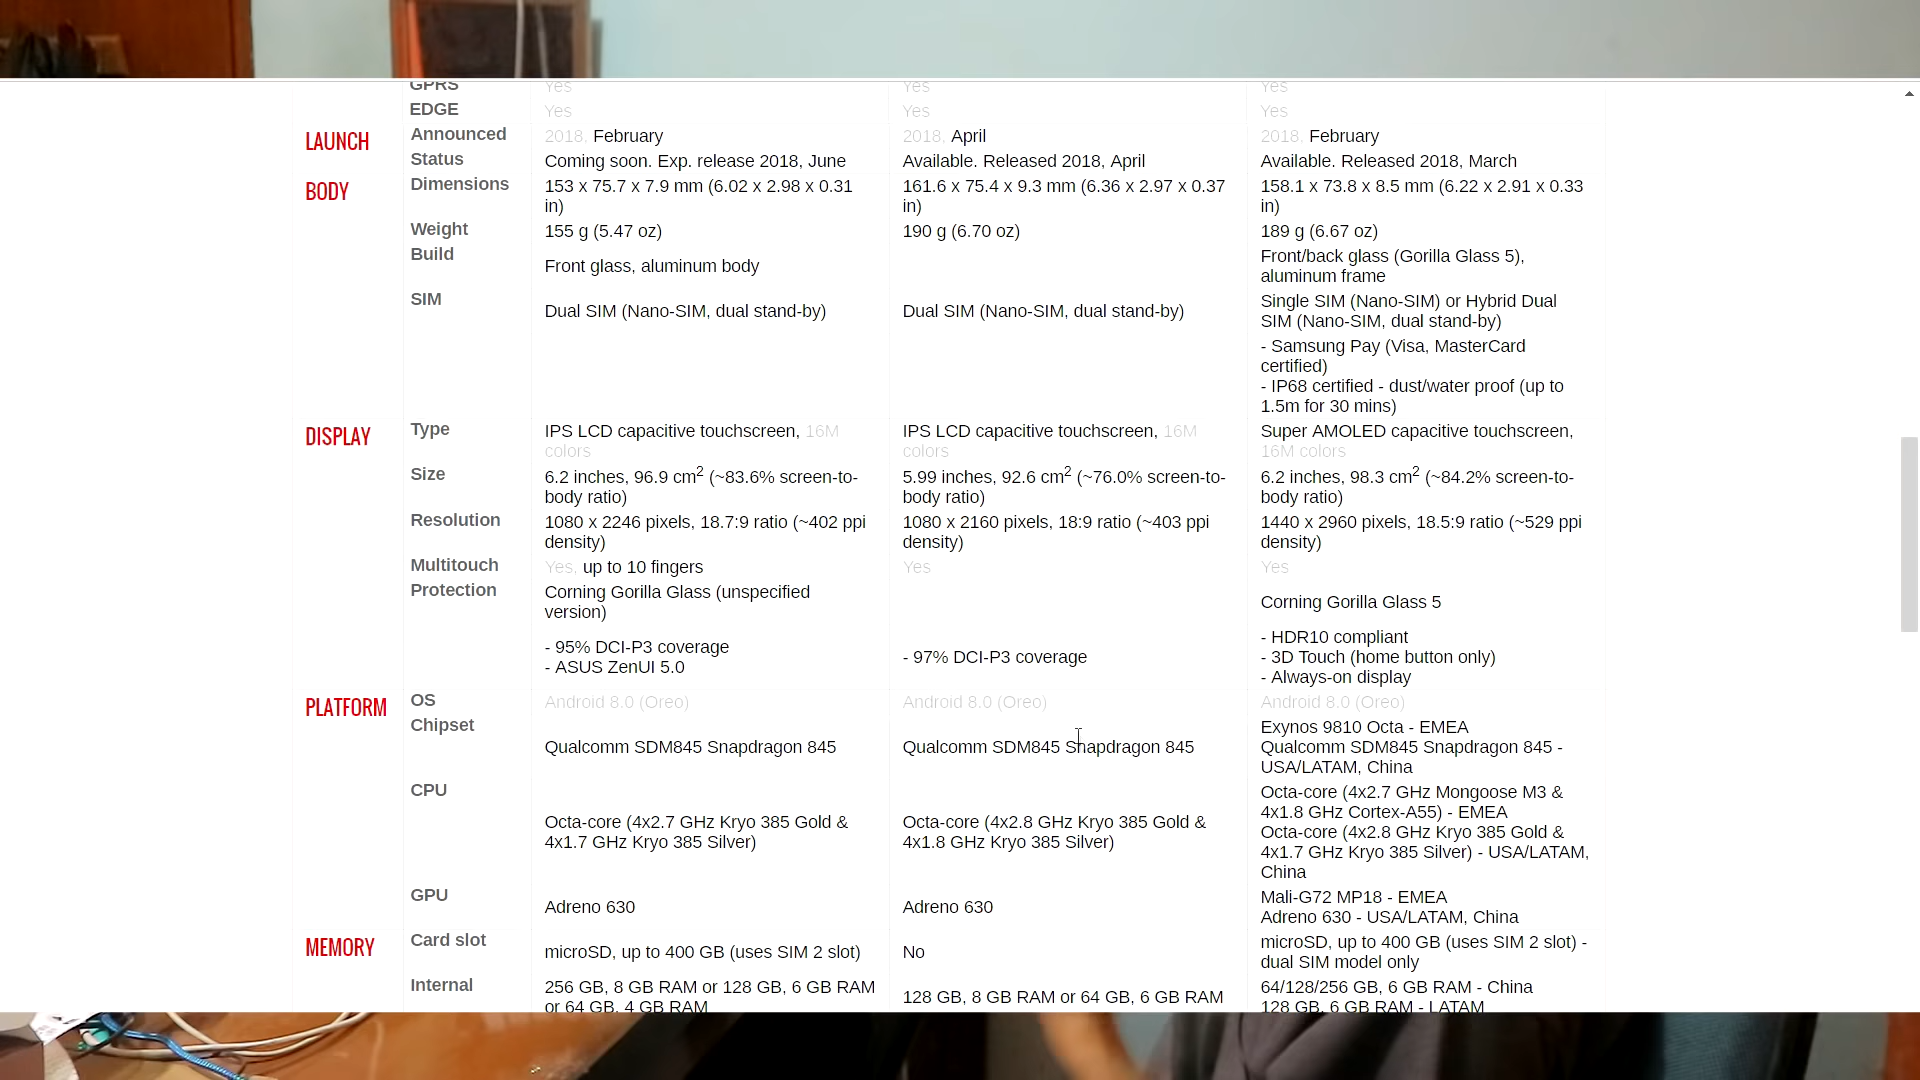 GPRS Yes Yes Yes
EDGE Yes Yes Yes
LAUNCH Announced 2018, February 2018, April 2018, February
Status Coming soon. Exp. release 2018, June Available. Released 2018, April Available. Released 2018, March
BODY Dimensions 153 x 75.7 x 7.9 mm (6.02 x 2.98 x 0.31 161.6 x 75.4 x 9.3 mm (6.36 x 2.97 x 0.37 158.1 x 73.8 x 8.5 mm (6.22 x 2.91 x 0.33
in) in) in)
Weight 155 g (5.47 oz) 190 g (6.70 oz) 189 g (6.67 oz)
Build Front glass, aluminum body Front/back glass (Gorilla Glass 5),
aluminum frame
SIM Dual SIM (Nano-SIM, dual stand-by) Dual SIM (Nano-SIM, dual stand-by) Single SIM (Nano-SIM) or Hybrid Dual
SIM (Nano-SIM, dual stand-by)
- Samsung Pay (Visa, MasterCard
certified)
- IP68 certified - dust/water proof (up to
1.5m for 30 mins)
DISPLAY Type IPS LCD capacitive touchscreen, 16M IPS LCD capacitive touchscreen, 16M Super AMOLED capacitive touchscreen,
colors colors 16M colors
Size 6.2 inches, 96.9 cm² (~83.6% screen-to- 5.99 inches, 92.6 cm² (~76.0% screen-to- 6.2 inches, 98.3 cm² (~84.2% screen-to-
body ratio) body ratio) body ratio)
Resolution 1080 x 2246 pixels, 18.7:9 ratio (~402 ppi 1080 x 2160 pixels, 18:9 ratio (~403 ppi 1440 x 2960 pixels, 18.5:9 ratio (~529 ppi
density) density) density)
Multitouch Yes, up to 10 fingers Yes Yes
Protection Corning Gorilla Glass (unspecified Corning Gorilla Glass 5
version)
- 95% DCI-P3 coverage - 97% DCI-P3 coverage - HDR10 compliant
- ASUS ZenUI 5.0 - 3D Touch (home button only)
- Always-on display
PLATFORM OS Android 8.0 (Oreo) Android 8.0 (Oreo) Android 8.0 (Oreo)
Chipset Qualcomm SDM845 Snapdragon 845 Qualcomm SDM845 Snapdragon 845 Exynos 9810 Octa - EMEA
Qualcomm SDM845 Snapdragon 845 -
USA/LATAM, China
CPU Octa-core (4x2.7 GHz Kryo 385 Gold & Octa-core (4x2.8 GHz Kryo 385 Gold & Octa-core (4x2.7 GHz Mongoose M3 &
4x1.7 GHz Kryo 385 Silver) 4x1.8 GHz Kryo 385 Silver) 4x1.8 GHz Cortex-A55) - EMEA
Octa-core (4x2.8 GHz Kryo 385 Gold &
4x1.7 GHz Kryo 385 Silver) - USA/LATAM,
China
GPU Adreno 630 Adreno 630 Mali-G72 MP18 - EMEA
Adreno 630 - USA/LATAM, China
MEMORY Card slot microSD, up to 400 GB (uses SIM 2 slot) No microSD, up to 400 GB (uses SIM 2 slot) -
dual SIM model only
Internal 256 GB, 8 GB RAM or 128 GB, 6 GB RAM 128 GB, 8 GB RAM or 64 GB, 6 GB RAM 64/128/256 GB, 6 GB RAM - China
or 64 GB, 4 GB RAM 128 GB, 6 GB RAM - LATAM